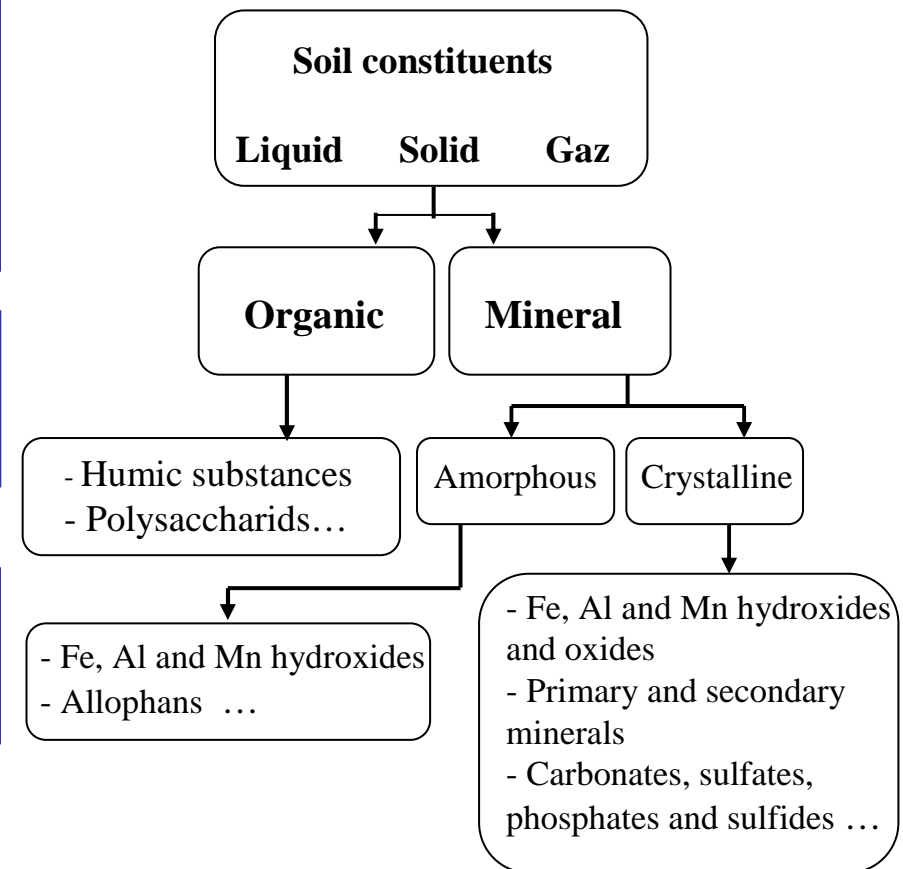 Soil constituents
Liquid Solid Gaz
Organic
Mineral
- Humic substances
- Polysaccharids…
Amorphous
Crystalline
- Fe, Al and Mn hydroxides
- Allophans …
- Fe, Al and Mn hydroxides
and oxides
- Primary and secondary
minerals
- Carbonates, sulfates,
phosphates and sulfides …